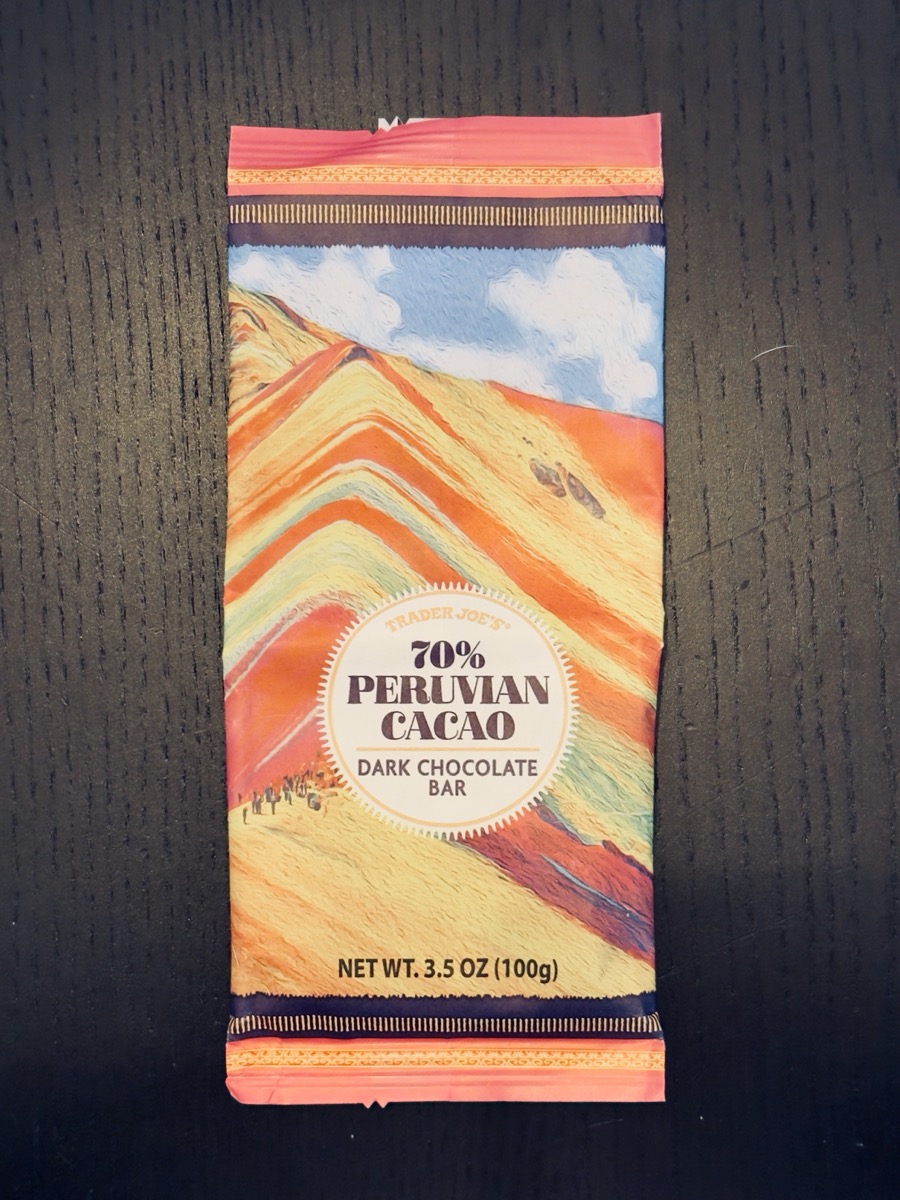 TRADER JOE'S®
70%
PERUVIAN
CACAO
DARK CHOCOLATE
BAR
NET WT. 3.5 OZ (100g)